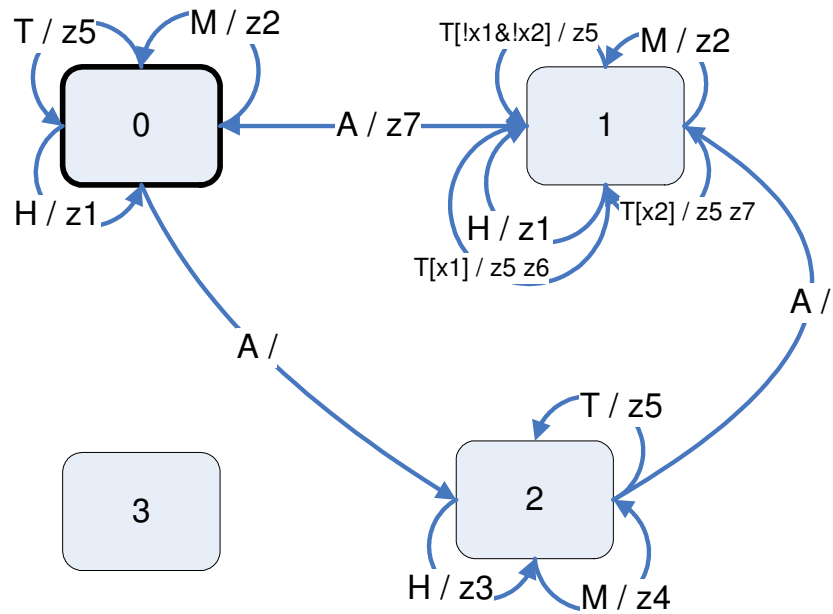 T / z5
M / z2
0
H / z1
A / z7
T[!x1&!x2] / z5
M / z2
1
H / z1
T[x2] / z5 z7
T[x1] / z5 z6
A /
A /
T / z5
2
H / z3
M / z4
3